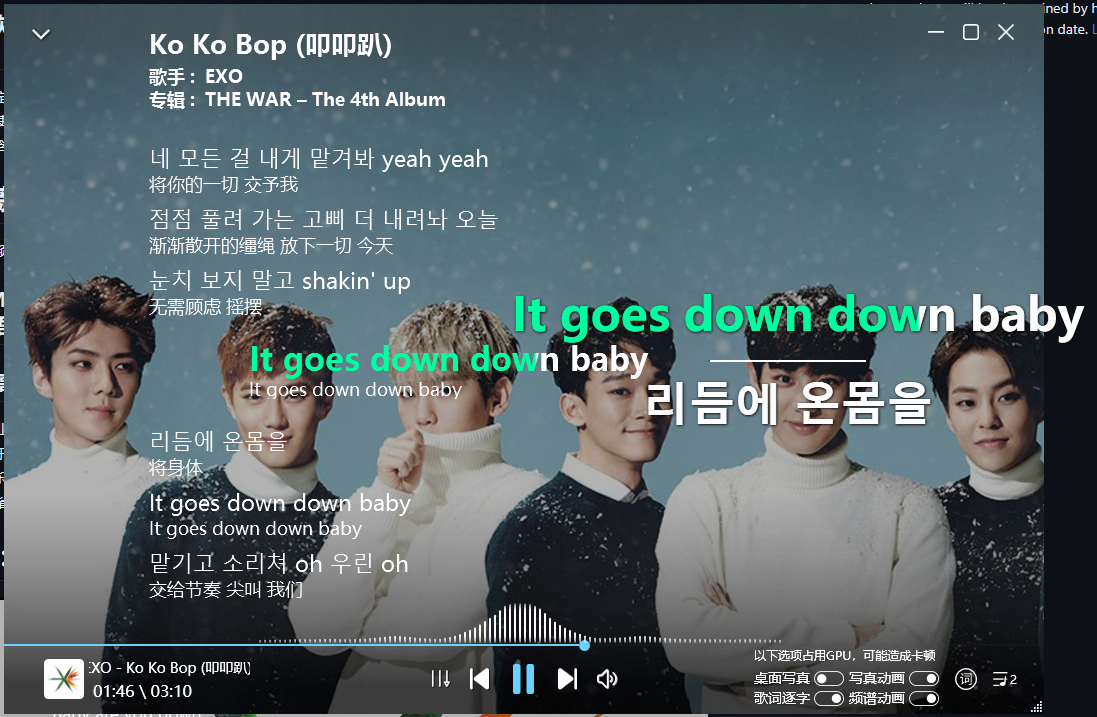 ined by h
on date.
Ko Ko Bop (叩叩趴)
歌手 : EXO
专辑 : THE WAR – The 4th Album
네 모든 걸 내게 맡겨봐 yeah yeah
将你的一切 交予我
점점 풀려 가는 고삐 더 내려놔 오늘
渐渐散开的缰绳 放下一切 今天
눈치 보지 말고 shakin' up
无需顾虑 摇摆
It goes down down baby
리듬에 온몸을
It goes down down baby
It goes down down baby
리듬에 온몸을
将身体
It goes down down baby
It goes down down baby
맡기고 소리쳐 oh 우린 oh
交给节奏 尖叫 我们
XO - Ko Ko Bop (叩叩趴)
01:46 \ 03:10
以下选项占用GPU，可能造成卡顿
桌面写真 写真动画
歌词逐字 频谱动画
词
2